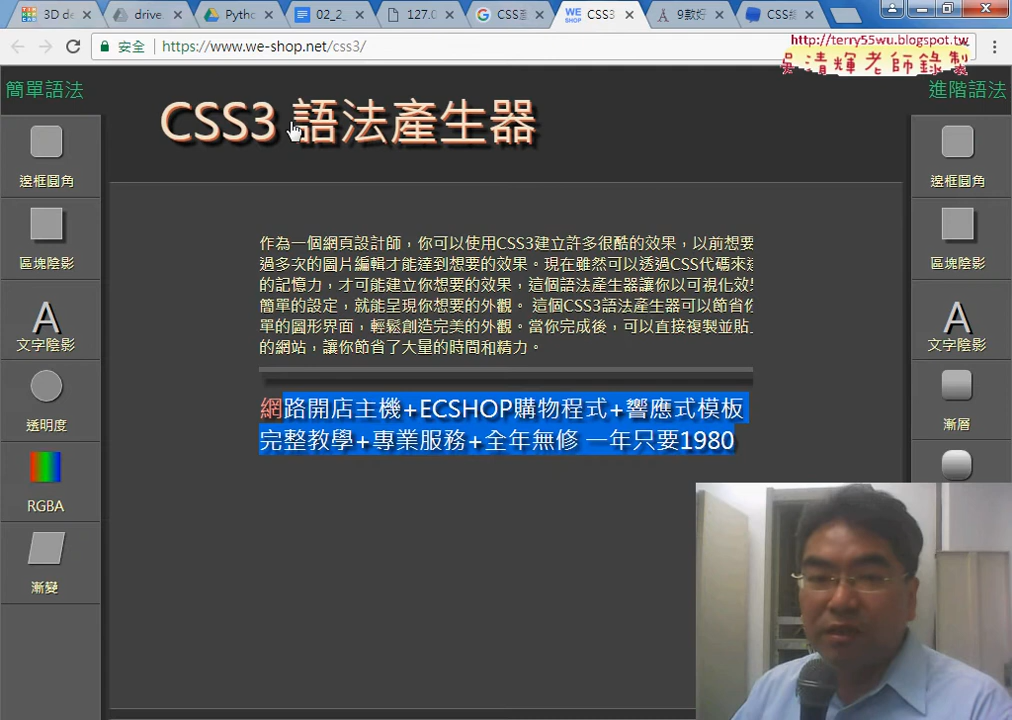 3D de
drive.
Pytho
02_2_
127.0
CSS產
CSS3
9款好
CSS
安全
https://www.we-shop.net/css3/
http://terry55wu.blogspot.tw
吳清輝老師錄製
簡單語法
進階語法
CSS3 語法產生器
邊框圓角
區塊陰影
文字陰影
透明度
RGBA
漸變
邊框圓角
區塊陰影
文字陰影
漸層
作為一個網頁設計師，你可以使用CSS3建立許多很酷的效果，以前想要
過多次的圖片編輯才能達到想要的效果。現在雖然可以透過CSS代碼來達
的記憶力，才可能建立你想要的效果，這個語法產生器讓你以可視化效果
簡單的設定，就能呈現你想要的外觀。 這個CSS3語法產生器可以節省你
單的圖形界面，輕鬆創造完美的外觀。當你完成後，可以直接複製並貼上
的網站，讓你節省了大量的時間和精力。
網路開店主機+ECSHOP購物程式+響應式模板
完整教學+專業服務+全年無修 一年只要1980